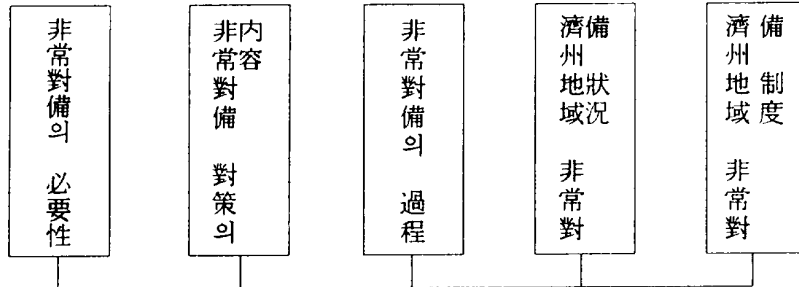 非常對備의 必要性
非常對備 對策의
内容
非常對備의 過程
濟州地域 非常對
備 狀況
濟州地域 非常對
備 制度